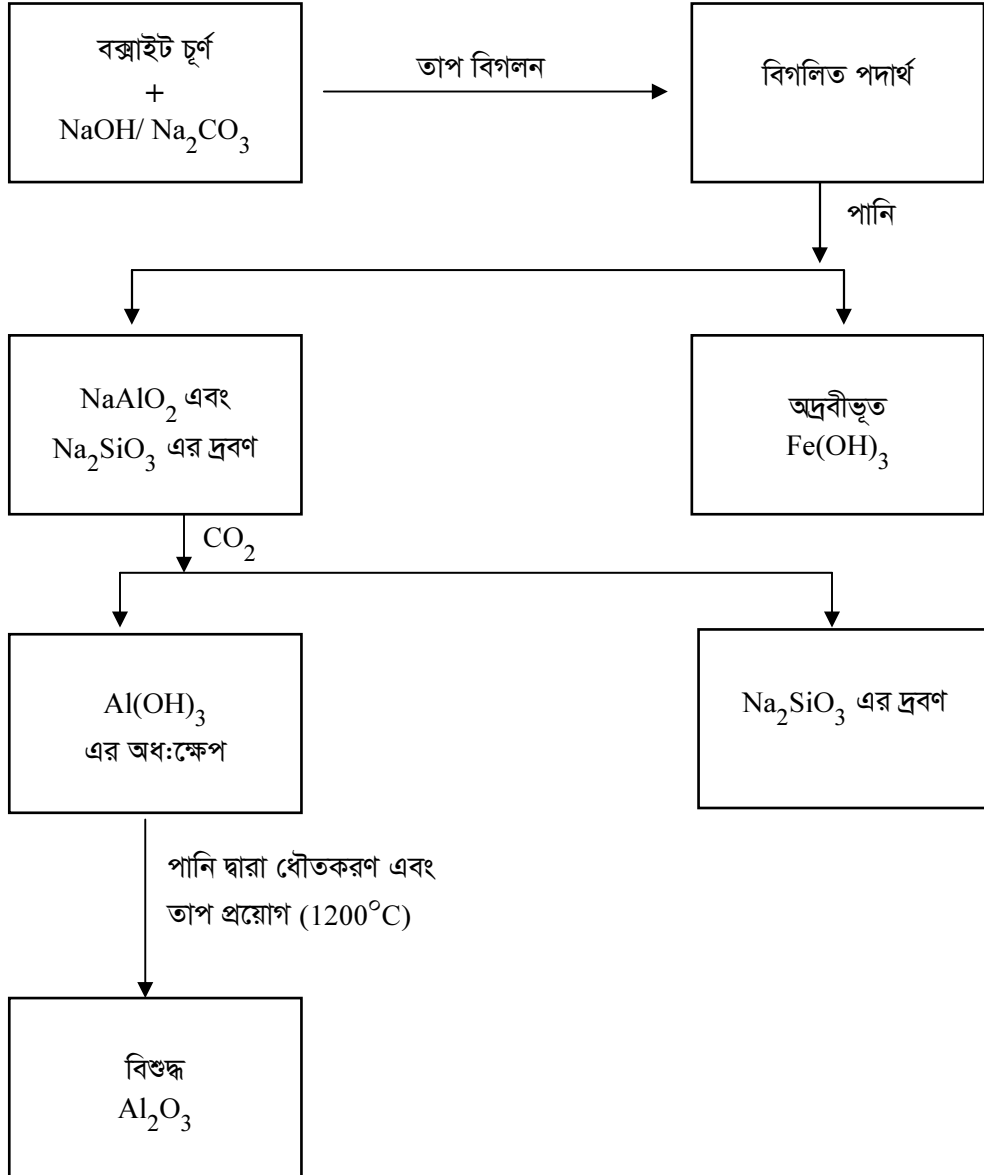 বক্সাইট চূর্ণ
+
NaOH/ Na₂CO₃
তাপ বিগলন
বিগলিত পদার্থ
পানি
NaAlO₂ এবং
Na₂SiO₃ এর দ্রবণ
অদ্রবীভূত
Fe(OH)₃
CO₂
Al(OH)₃
এর অধ:ক্ষেপ
Na₂SiO₃ এর দ্রবণ
পানি দ্বারা ধৌতকরণ এবং
তাপ প্রয়োগ (1200°C)
বিশুদ্ধ
Al₂O₃